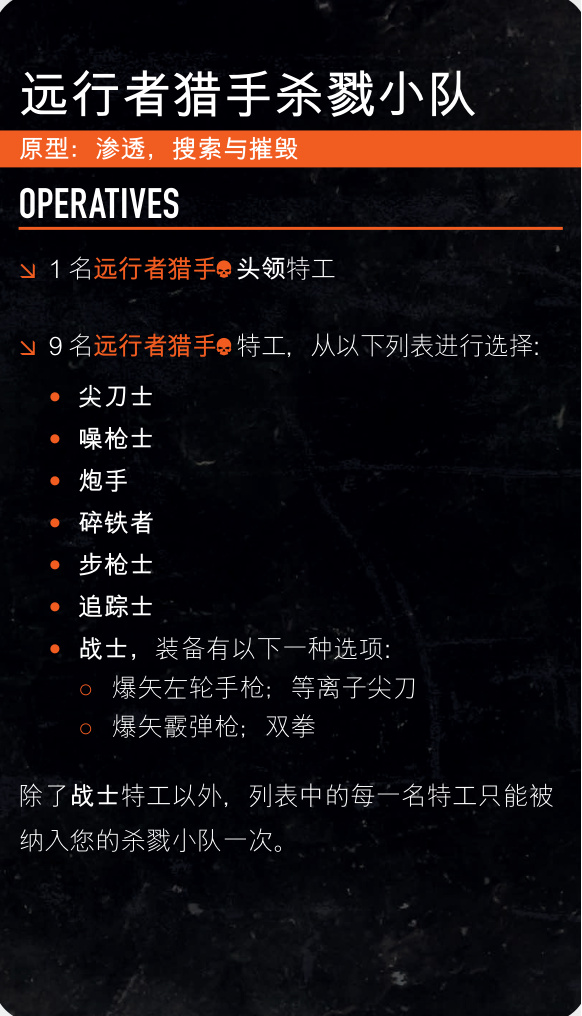 远行者猎手杀戮小队
原型：渗透，搜索与摧毁
OPERATIVES
1 名远行者猎手头领特工
9 名远行者猎手特工，从以下列表进行选择:
尖刀士
噪枪士
炮手
碎铁者
步枪士
追踪士
战士，装备有以下一种选项:
爆矢左轮手枪；等离子尖刀
爆矢霰弹枪；双拳
除了战士特工以外，列表中的每一名特工只能被
纳入您的杀戮小队一次。